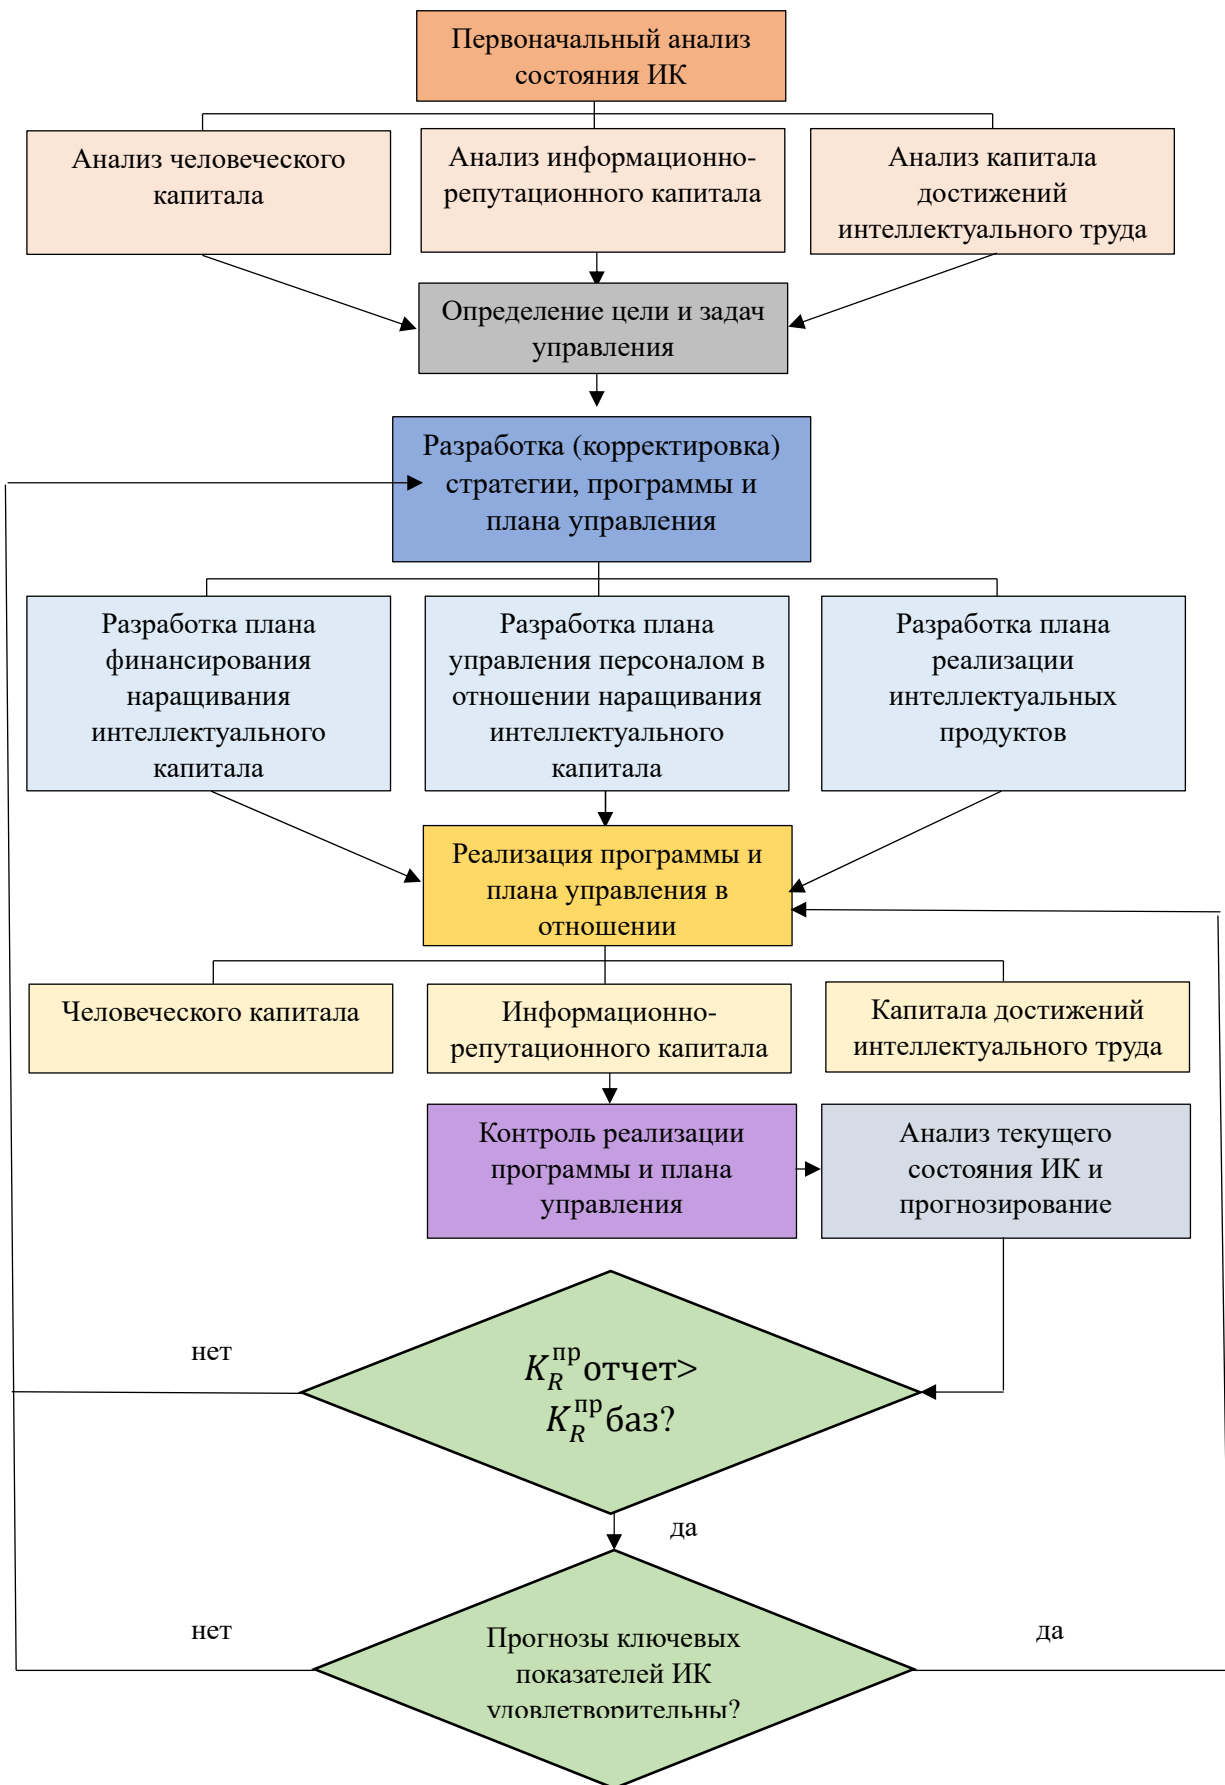 Первоначальный анализ
состояния ИК
Анализ человеческого
капитала
Анализ информационно-
репутационного капитала
Анализ капитала
достижений
интеллектуального труда
Определение цели и задач
управления
Разработка (корректировка)
стратегии, программы и
плана управления
Разработка плана
финансирования
наращивания
интеллектуального
капитала
Разработка плана
управления персоналом в
отношении наращивания
интеллектуального
капитала
Разработка плана
реализации
интеллектуальных
продуктов
Реализация программы и
плана управления в
отношении
Человеческого капитала
Информационно-
репутационного капитала
Капитала достижений
интеллектуального труда
Контроль реализации
программы и плана
управления
Анализ текущего
состояния ИК и
прогнозирование
нет
$K_R^{пр}$отчет>
$K_R^{пр}$баз?
да
нет
Прогнозы ключевых
показателей ИК
удовлетворительны?
да